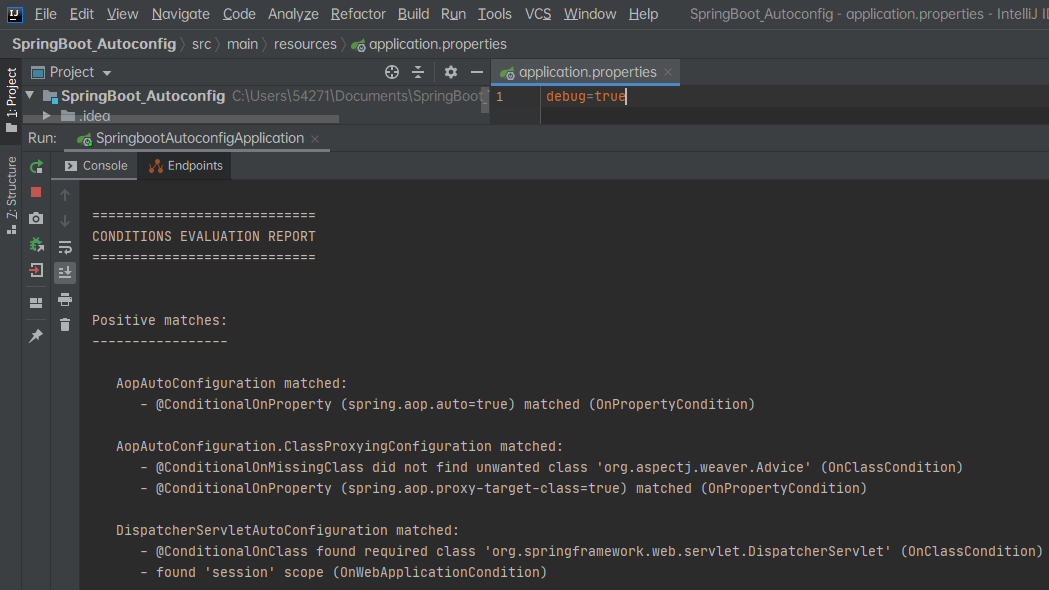 IJ File Edit View Navigate Code Analyze Refactor Build Run Tools VCS Window Help SpringBoot_Autoconfig - application.properties - IntelliJ
SpringBoot_Autoconfig src main resources application.properties
1: Project
Project
application.properties
SpringBoot_Autoconfig C:\Users\54271\Documents\SpringBoot_
.idea
1 debug=true
Run: SpringbootAutoconfigApplication
Z: Structure
Console Endpoints
============================
CONDITIONS EVALUATION REPORT
============================
Positive matches:
-----------------
AopAutoConfiguration matched:
- @ConditionalOnProperty (spring.aop.auto=true) matched (OnPropertyCondition)
AopAutoConfiguration.ClassProxyingConfiguration matched:
- @ConditionalOnMissingClass did not find unwanted class 'org.aspectj.weaver.Advice' (OnClassCondition)
- @ConditionalOnProperty (spring.aop.proxy-target-class=true) matched (OnPropertyCondition)
DispatcherServletAutoConfiguration matched:
- @ConditionalOnClass found required class 'org.springframework.web.servlet.DispatcherServlet' (OnClassCondition)
- found 'session' scope (OnWebApplicationCondition)